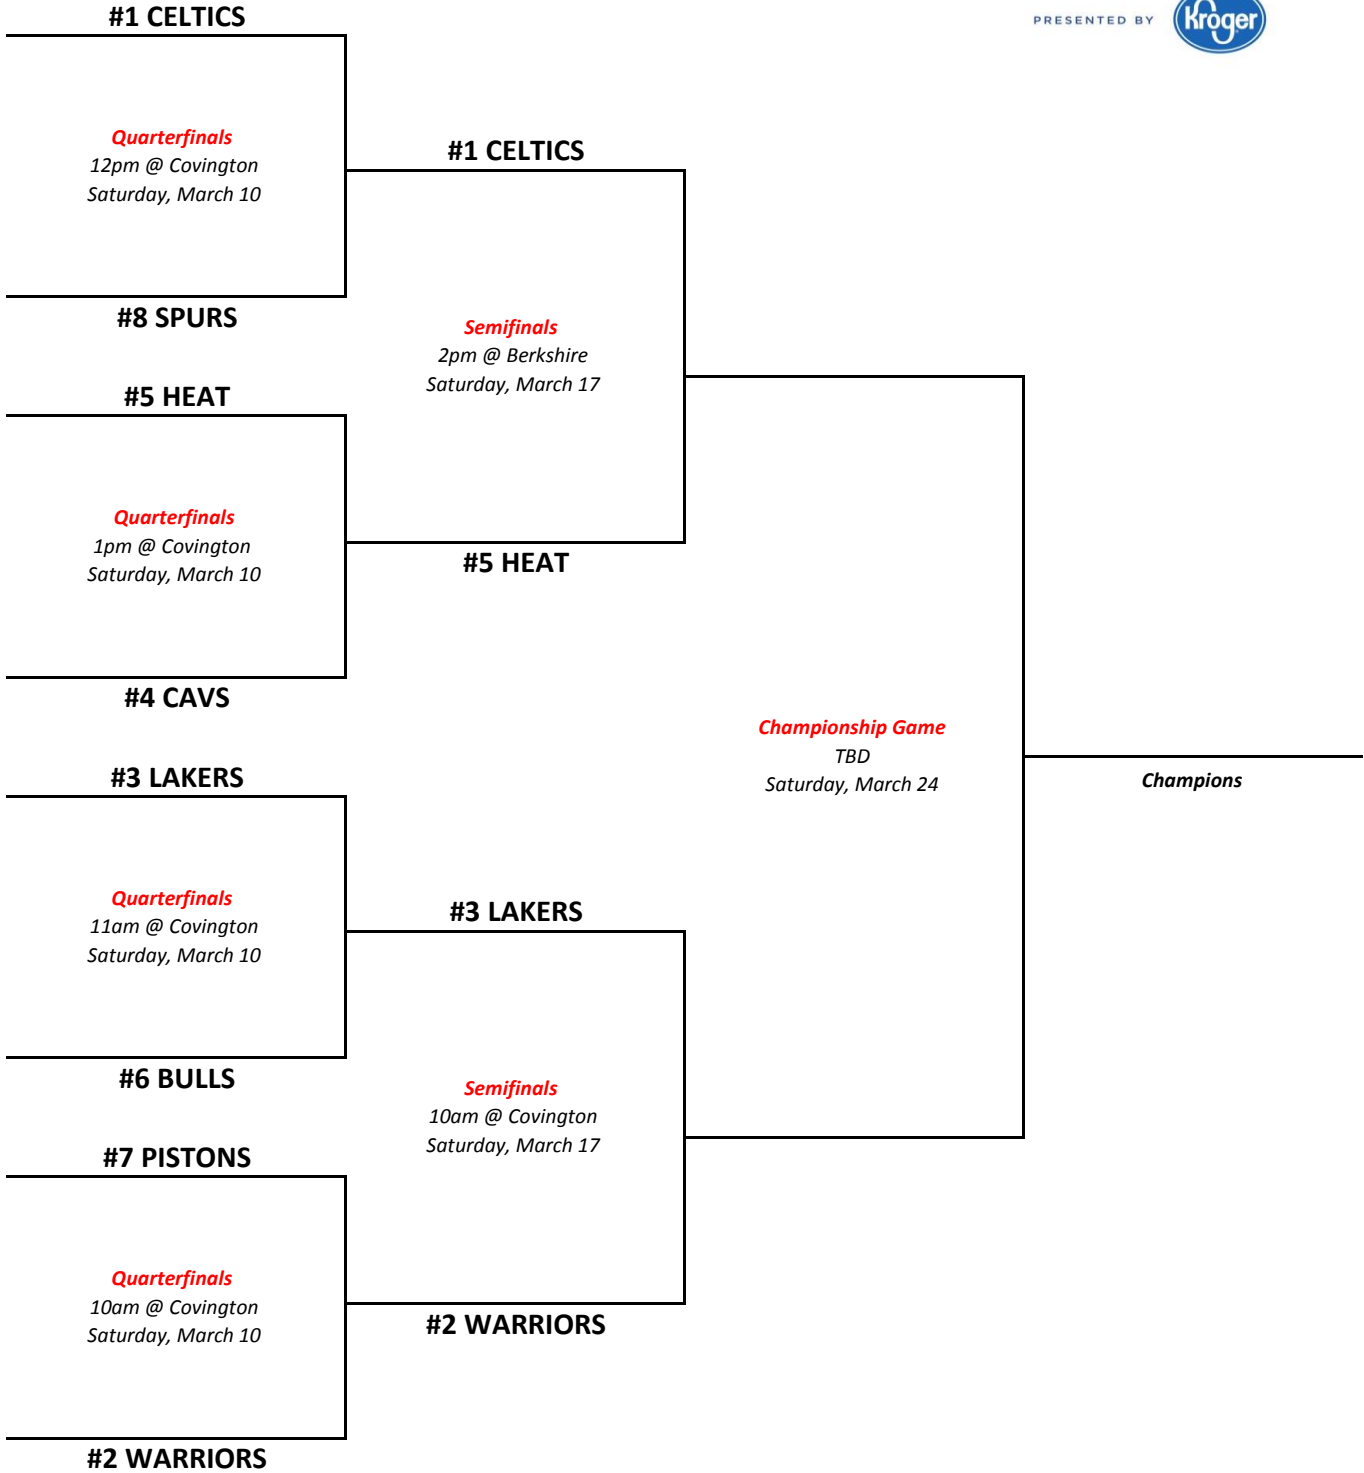 #1 CELTICS
PRESENTED BY Kroger
Quarterfinals
12pm @ Covington
Saturday, March 10
#1 CELTICS
#8 SPURS
Semifinals
2pm @ Berkshire
Saturday, March 17
#5 HEAT
Quarterfinals
1pm @ Covington
Saturday, March 10
#5 HEAT
#4 CAVS
Championship Game
TBD
Saturday, March 24
Champions
#3 LAKERS
Quarterfinals
11am @ Covington
Saturday, March 10
#3 LAKERS
#6 BULLS
Semifinals
10am @ Covington
Saturday, March 17
#7 PISTONS
Quarterfinals
10am @ Covington
Saturday, March 10
#2 WARRIORS
#2 WARRIORS